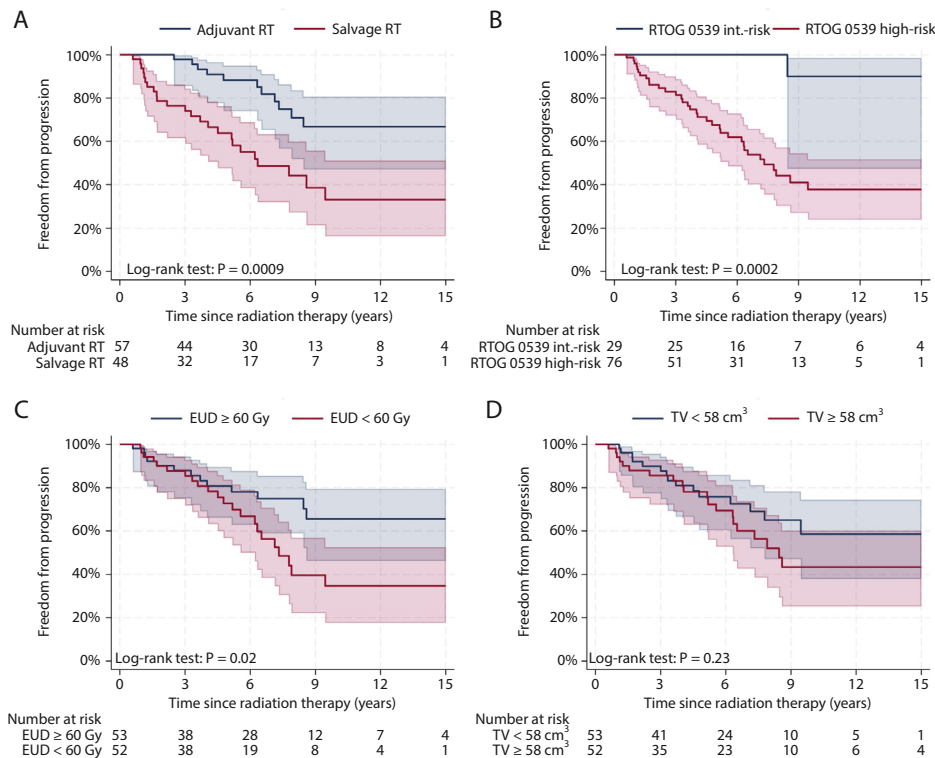 A
Adjuvant RT Salvage RT
Freedom from progression
100%
80%
60%
40%
20%
0%
Log-rank test: P = 0.0009
0 3 6 9 12 15
Time since radiation therapy (years)
Number at risk
Adjuvant RT 57 44 30 13 8 4
Salvage RT 48 32 17 7 3 1
B
RTOG 0539 int.-risk RTOG 0539 high-risk
Freedom from progression
100%
80%
60%
40%
20%
0%
Log-rank test: P = 0.0002
0 3 6 9 12 15
Time since radiation therapy (years)
Number at risk
RTOG 0539 int.-risk 29 25 16 7 6 4
RTOG 0539 high-risk 76 51 31 13 5 1
C
EUD ≥ 60 Gy EUD < 60 Gy
Freedom from progression
100%
80%
60%
40%
20%
0%
Log-rank test: P = 0.02
0 3 6 9 12 15
Time since radiation therapy (years)
Number at risk
EUD ≥ 60 Gy 53 38 28 12 7 4
EUD < 60 Gy 52 38 19 8 4 1
D
TV < 58 cm³ TV ≥ 58 cm³
Freedom from progression
100%
80%
60%
40%
20%
0%
Log-rank test: P = 0.23
0 3 6 9 12 15
Time since radiation therapy (years)
Number at risk
TV < 58 cm³ 53 41 24 10 5 1
TV ≥ 58 cm³ 52 35 23 10 6 4